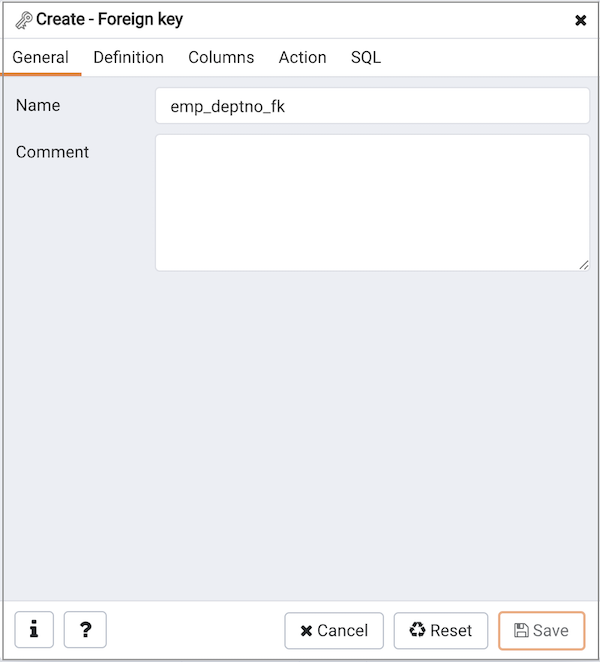 Create - Foreign key
General Definition Columns Action SQL
Name emp_deptno_fk
Comment
i ? Cancel Reset Save